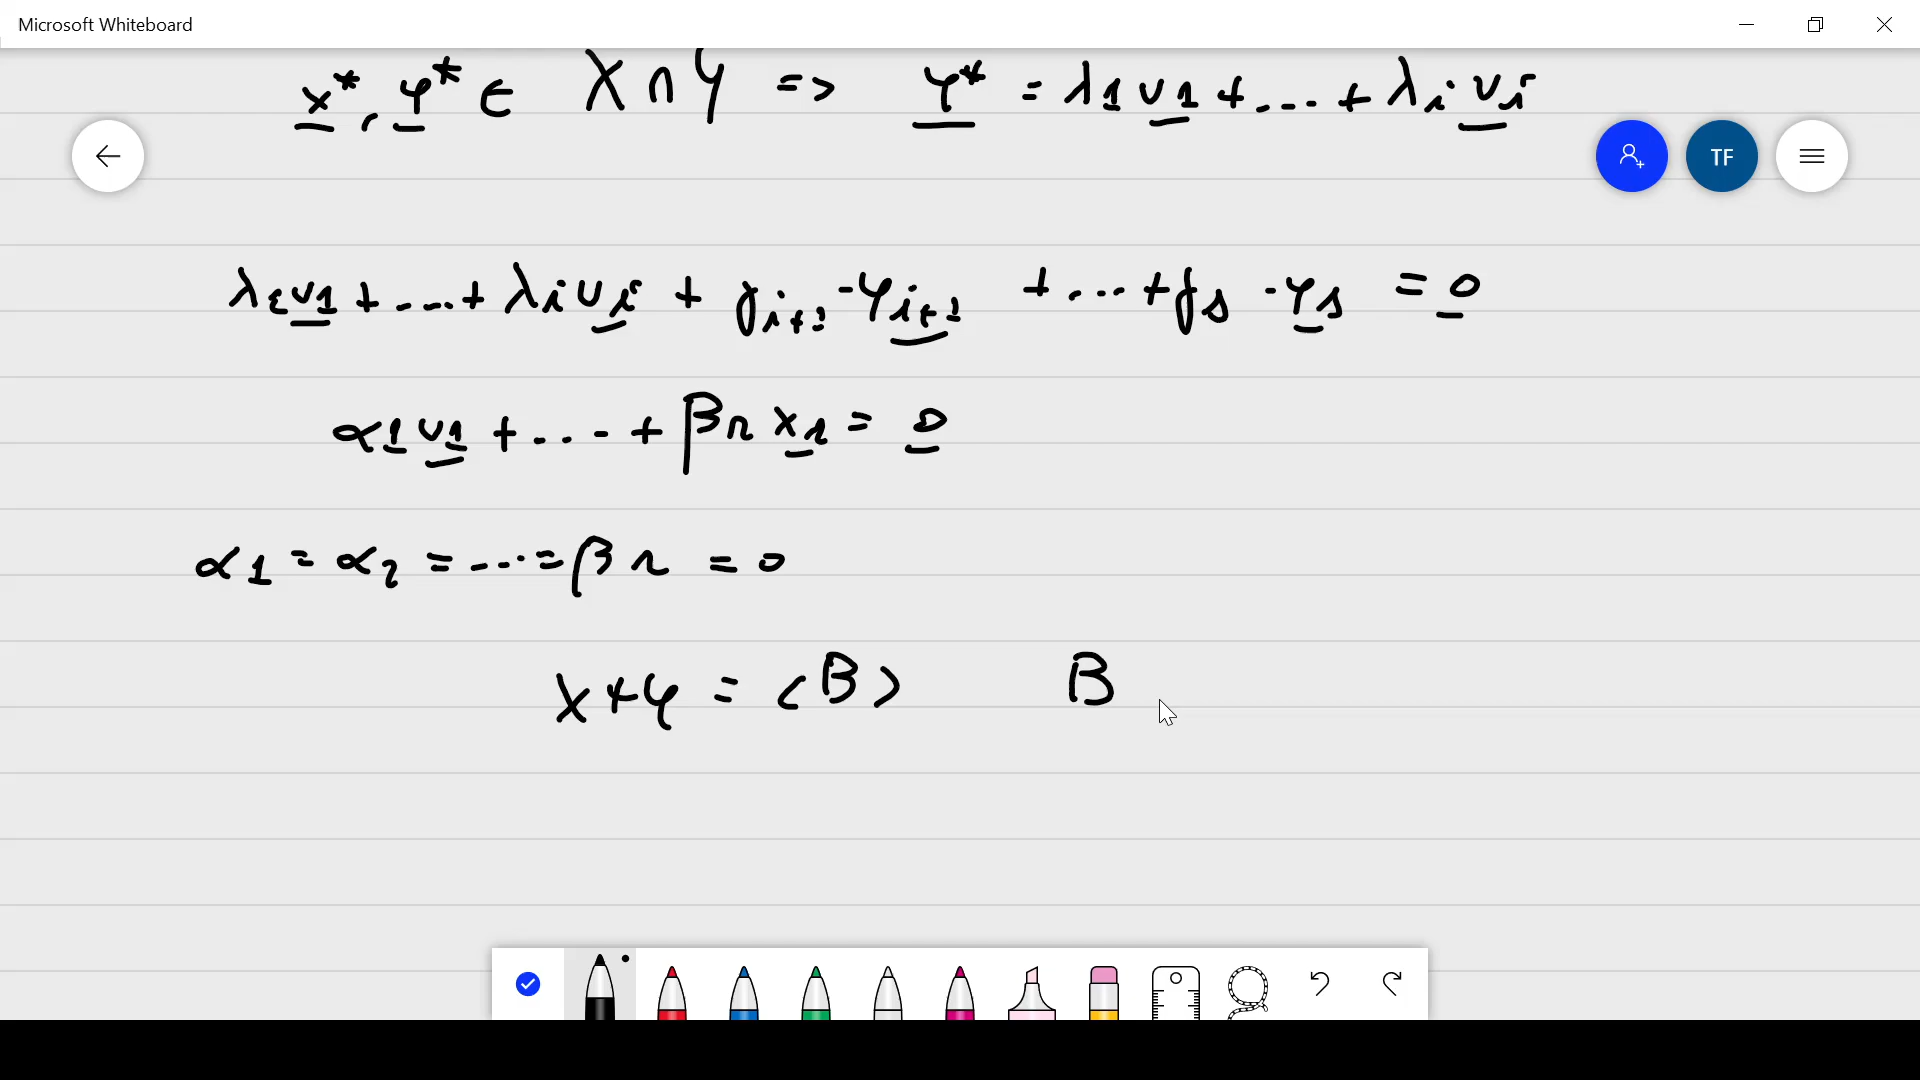 Microsoft Whiteboard
x*, y* ∈ X ∩ Y => y* = λ1 v1 + ... + λi vi
TF
λ1 v1 + ... + λi vi + γi+1 - yi+1 + ... + γs - ys = 0
α1 v1 + ... + βr xr = 0
α1 = α2 = ... = βr = 0
X+Y = <B> B